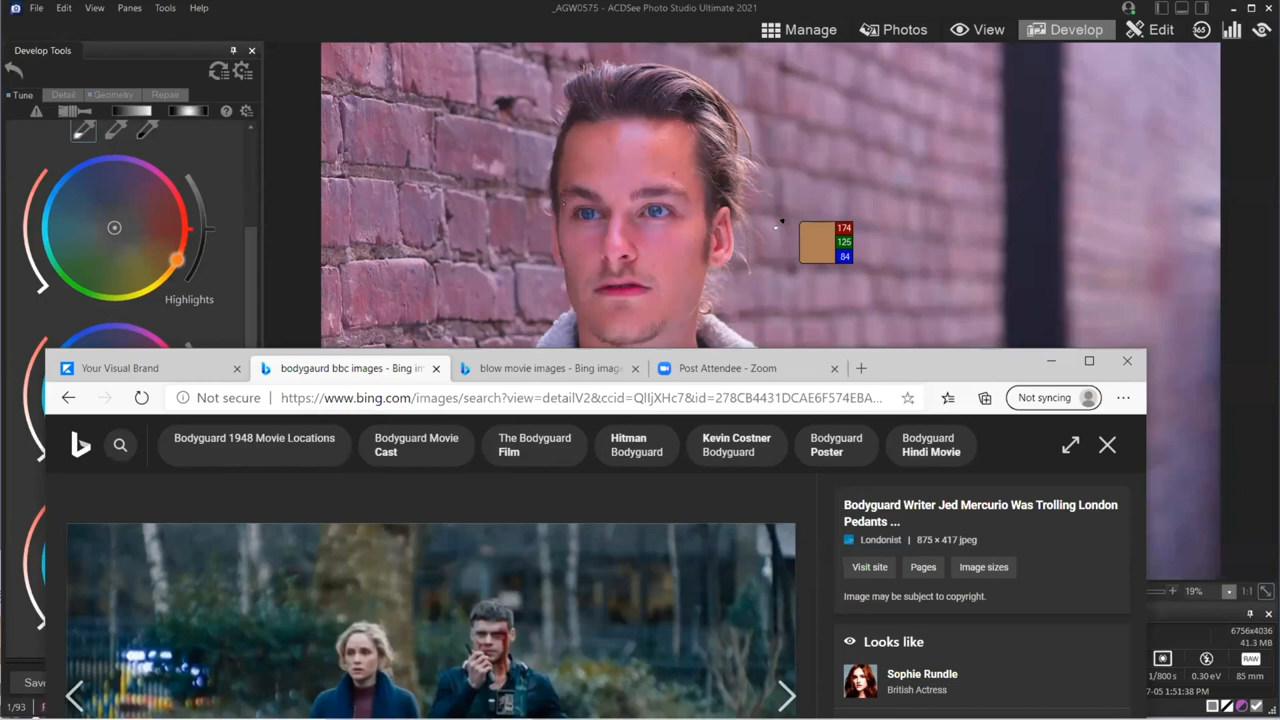 File Edit View Panes Tools Help
_AGW0575 - ACDSee Photo Studio Ultimate 2021
Manage Photos View Develop Edit 365
Develop Tools
Tune Detail Geometry Repair
Highlights
174
125
84
Your Visual Brand
bodygaurd bbc images - Bing im
blow movie images - Bing image
Post Attendee - Zoom
Not secure
https://www.bing.com/images/search?view=detailV2&ccid=QIIjXHc7&id=278CB4431DCAE6F574EBA...
Not syncing
Bodyguard 1948 Movie Locations
Bodyguard Movie
Cast
The Bodyguard
Film
Hitman
Bodyguard
Kevin Costner
Bodyguard
Bodyguard
Poster
Bodyguard
Hindi Movie
Bodyguard Writer Jed Mercurio Was Trolling London
Pedants ...
Londonist | 875 × 417 jpeg
Visit site
Pages
Image sizes
Image may be subject to copyright.
Looks like
Sophie Rundle
British Actress
19%
1:1
6756x4036
41.3 MB
RAW
1/800 s
0.30 eV
85 mm
7-05 1:51:38 PM
Save
1/93